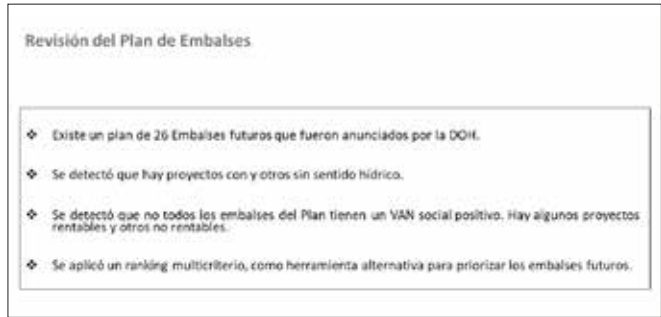 Revisión del Plan de Embalses
❖ Existe un plan de 26 Embalses futuros que fueron anunciados por la DOH.
❖ Se detectó que hay proyectos con y otros sin sentido hídrico.
❖ Se detectó que no todos los embalses del Plan tienen un VAN social positivo. Hay algunos proyectos
rentables y otros no rentables.
❖ Se aplicó un ranking multicriterio, como herramienta alternativa para priorizar los embalses futuros.